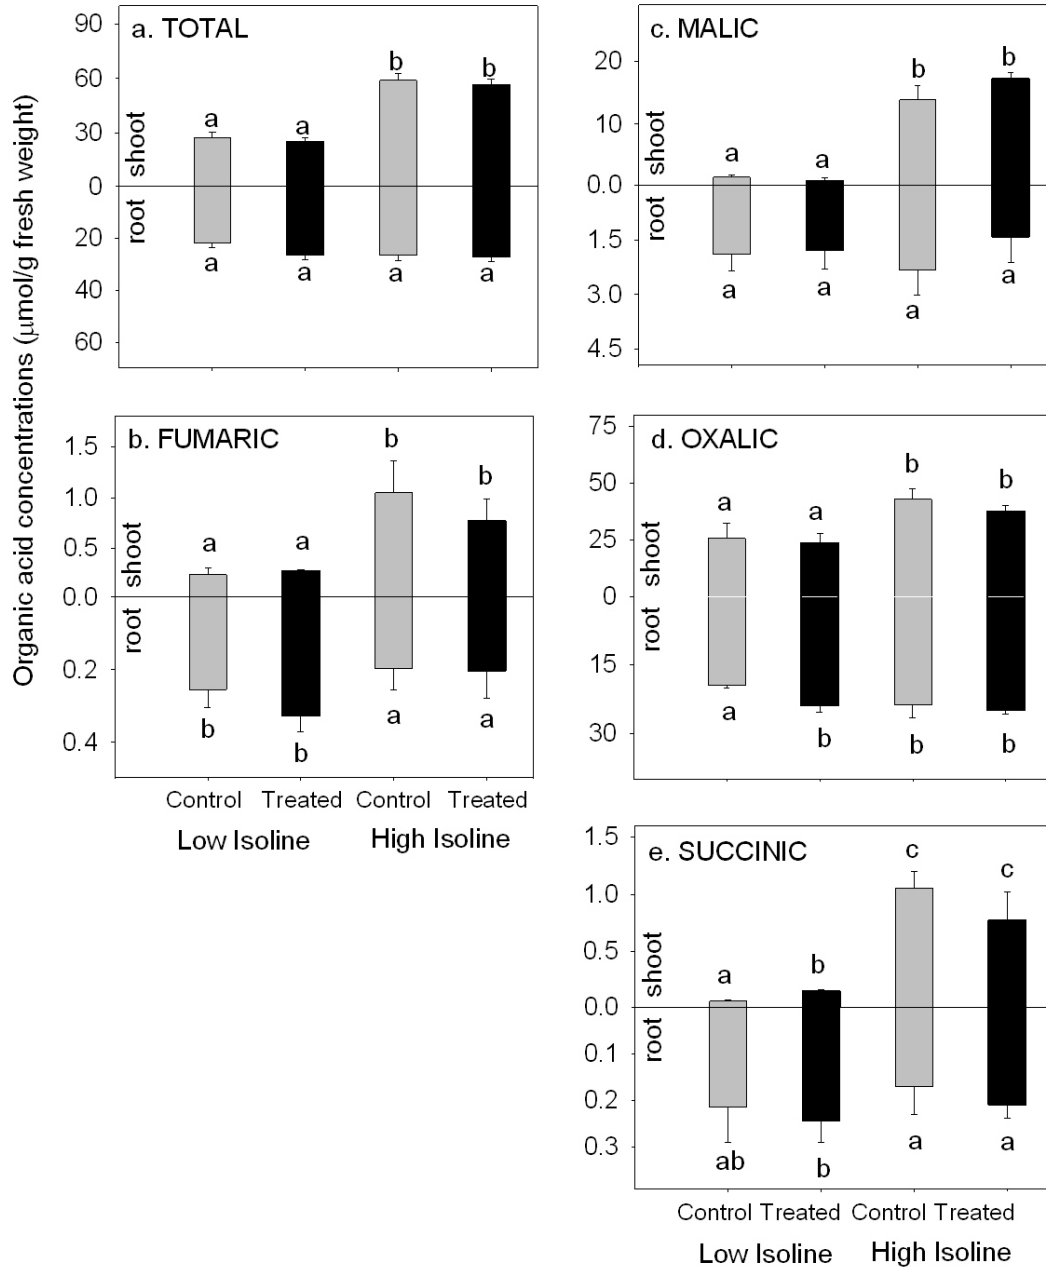 Organic acid concentrations (µmol/g fresh weight)
a. TOTAL
90
60
30
0
20
40
60
shoot
root
a
a
b
b
a
a
a
a
b. FUMARIC
1.5
1.0
0.5
0.0
0.2
0.4
shoot
root
a
a
b
b
b
b
a
a
Control Treated Control Treated
Low Isoline High Isoline
c. MALIC
20
10
0.0
1.5
3.0
4.5
shoot
root
a
a
b
b
a
a
a
a
d. OXALIC
75
50
25
0
15
30
shoot
root
a
a
b
b
a
b
b
b
e. SUCCINIC
1.5
1.0
0.5
0.0
0.1
0.2
0.3
shoot
root
a
b
c
c
ab
b
a
a
Control Treated Control Treated
Low Isoline High Isoline